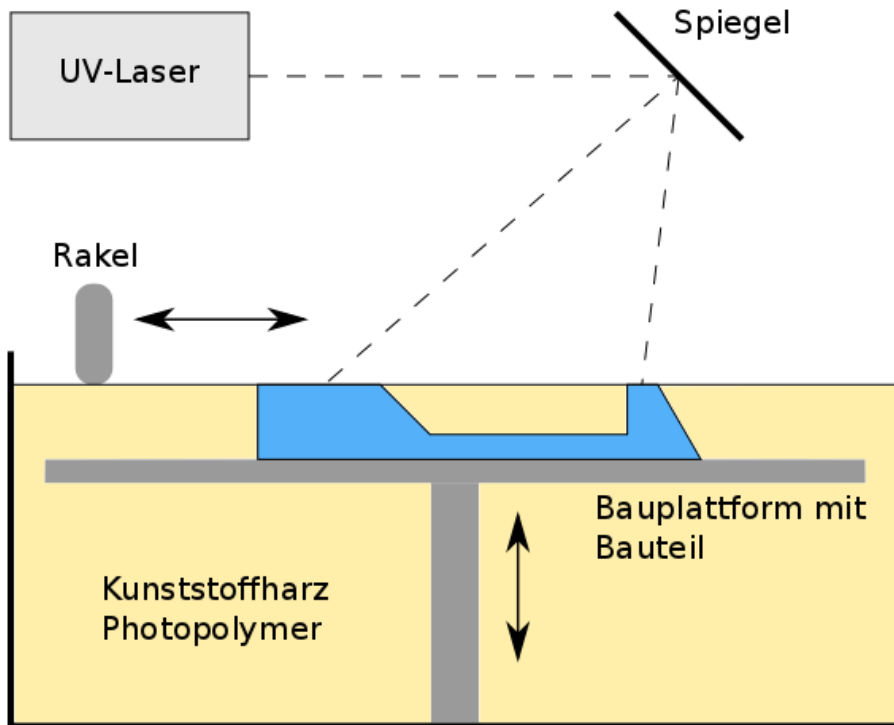 Spiegel
UV-Laser
Rakel
Bauplattform mit
Bauteil
Kunststoffharz
Photopolymer